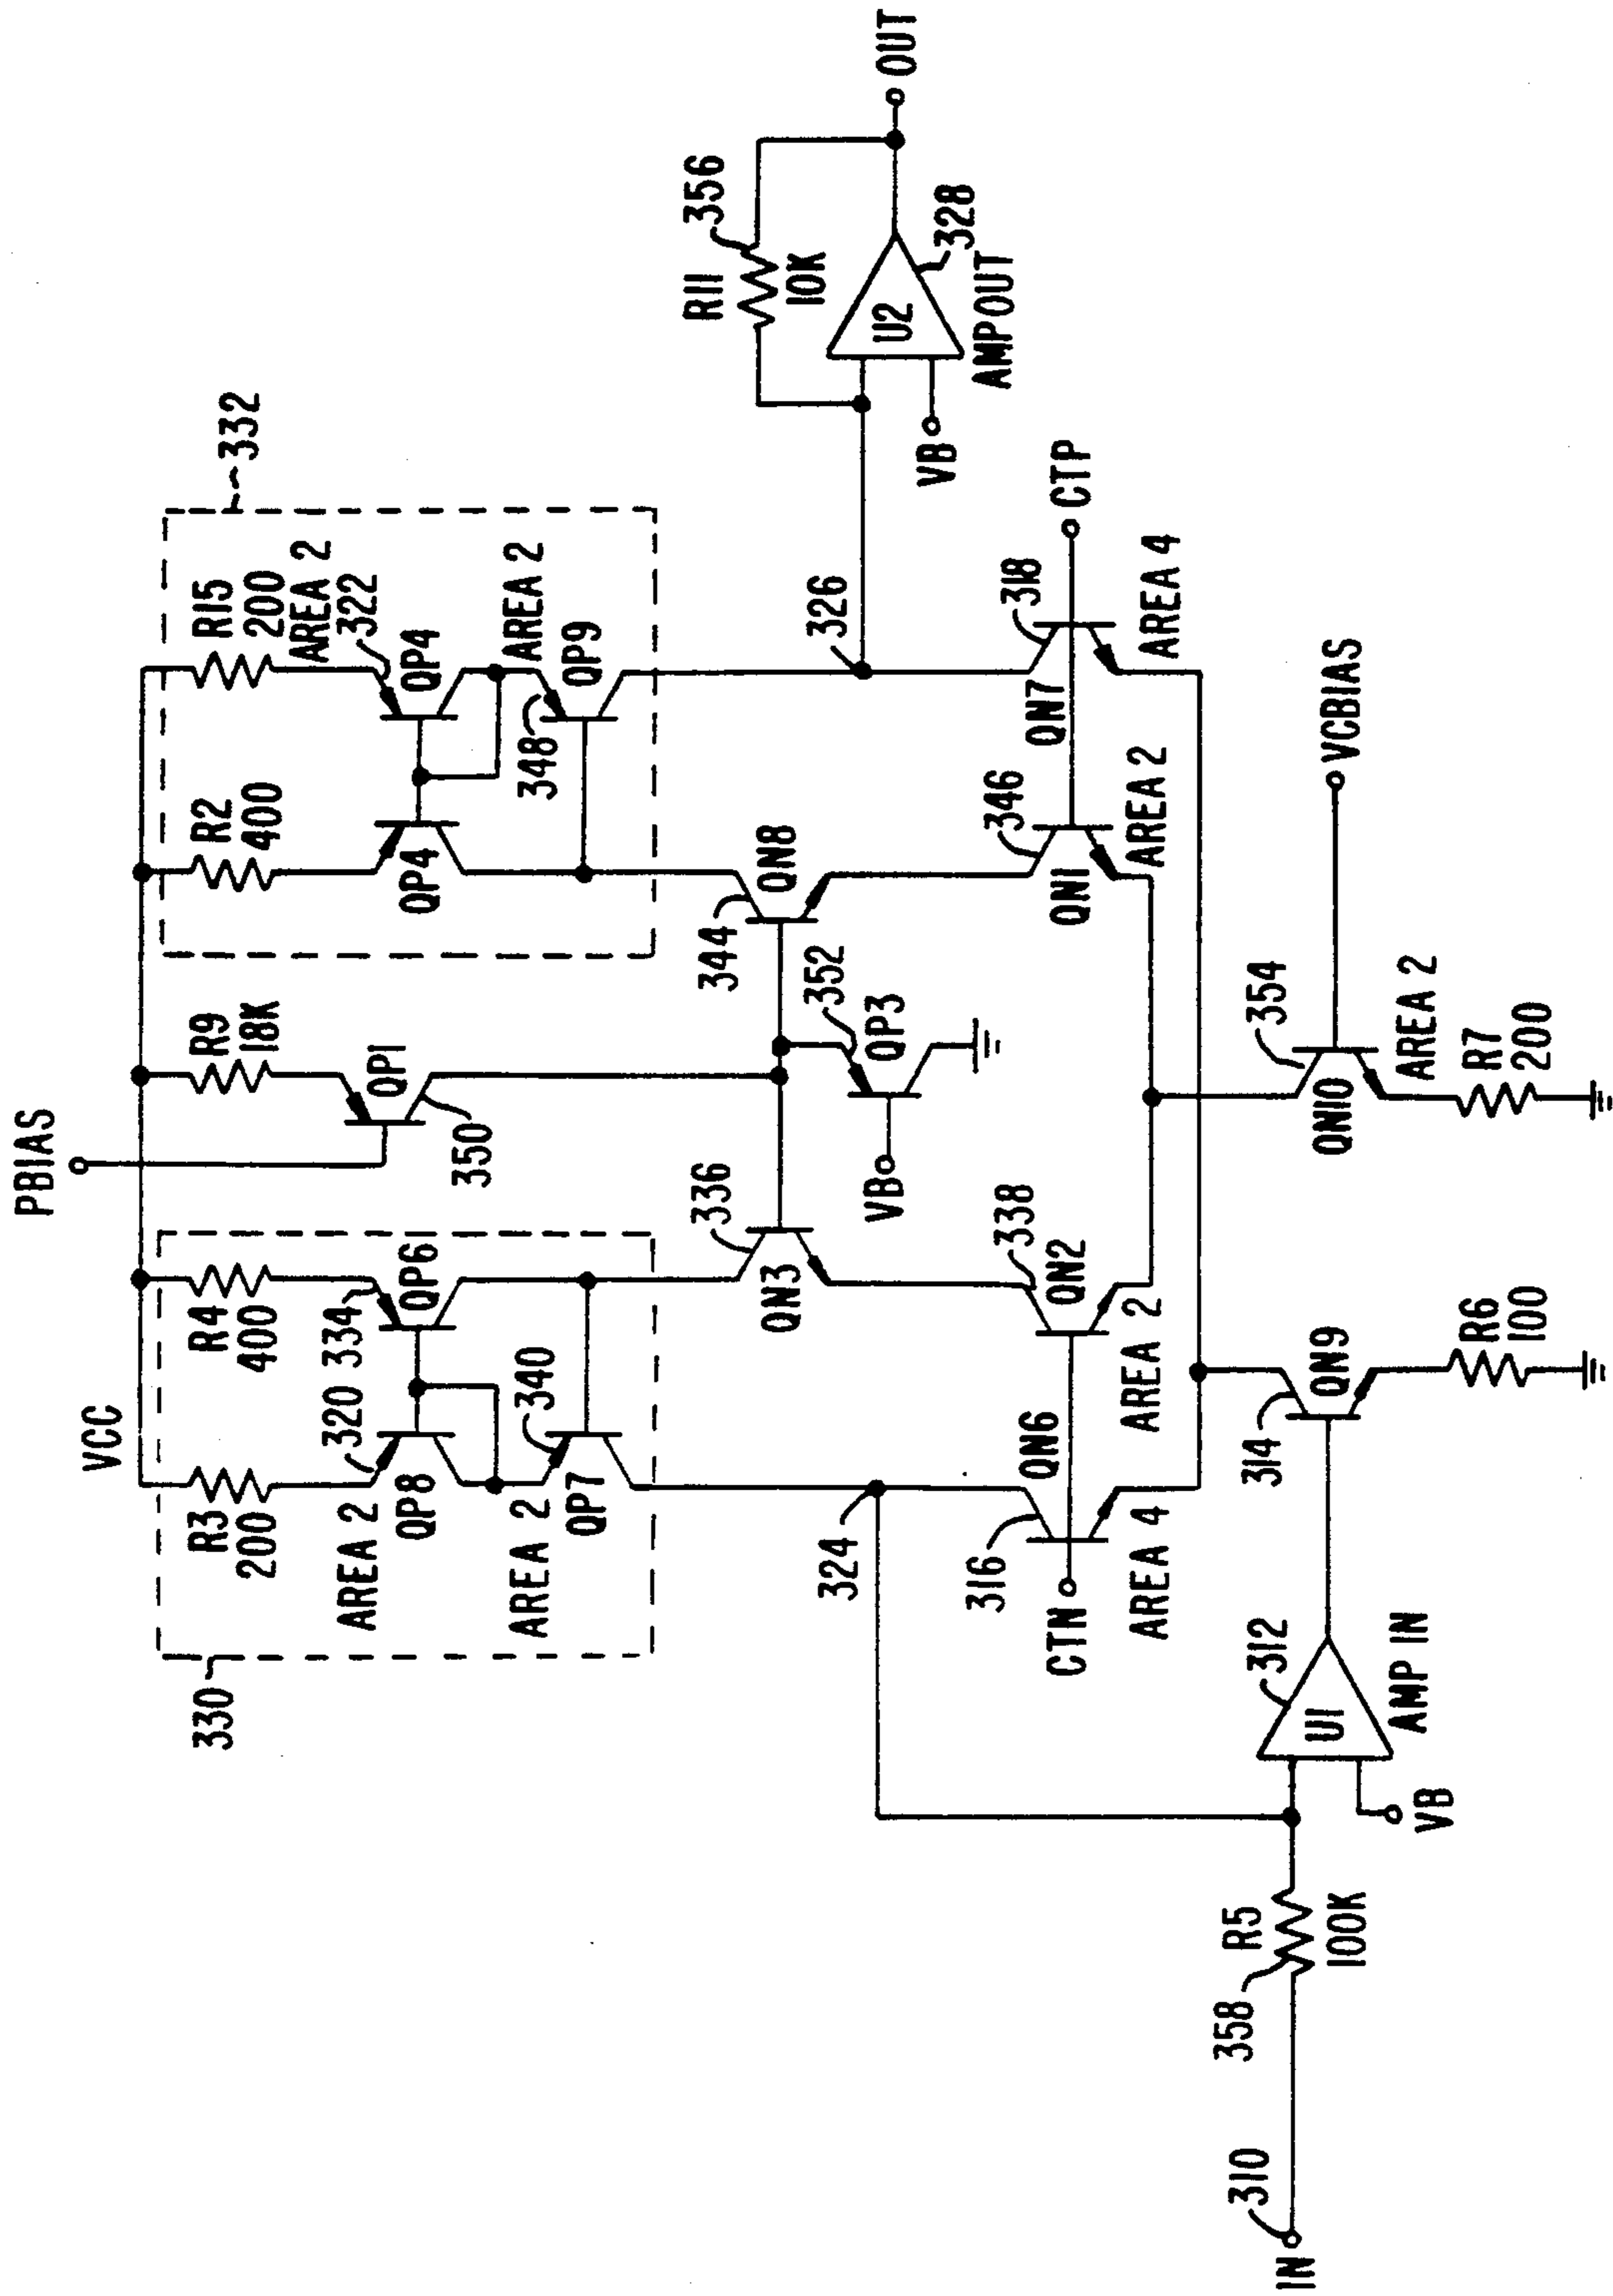 PBIAS
VCC
330
R3
200
R4
400
R9
18K
R2
400
R15
200
AREA 2
322
332
320
334
AREA 2
QP8
QP6
QP1
350
QP4
QP4
AREA 2
QP7
340
348
QP9
AREA 2
336
QN3
344
QN8
352
QP3
VB
R11
356
10K
U2
328
AMPOUT
VB
OUT
324
326
316
QN6
CTN
AREA 4
338
QN2
AREA 2
346
QN1
AREA 2
QN7
318
CTP
AREA 4
310
IN
358
R5
100K
312
U1
AMP IN
VB
314
QN9
R6
100
354
QN10
AREA 2
R7
200
VCBIAS